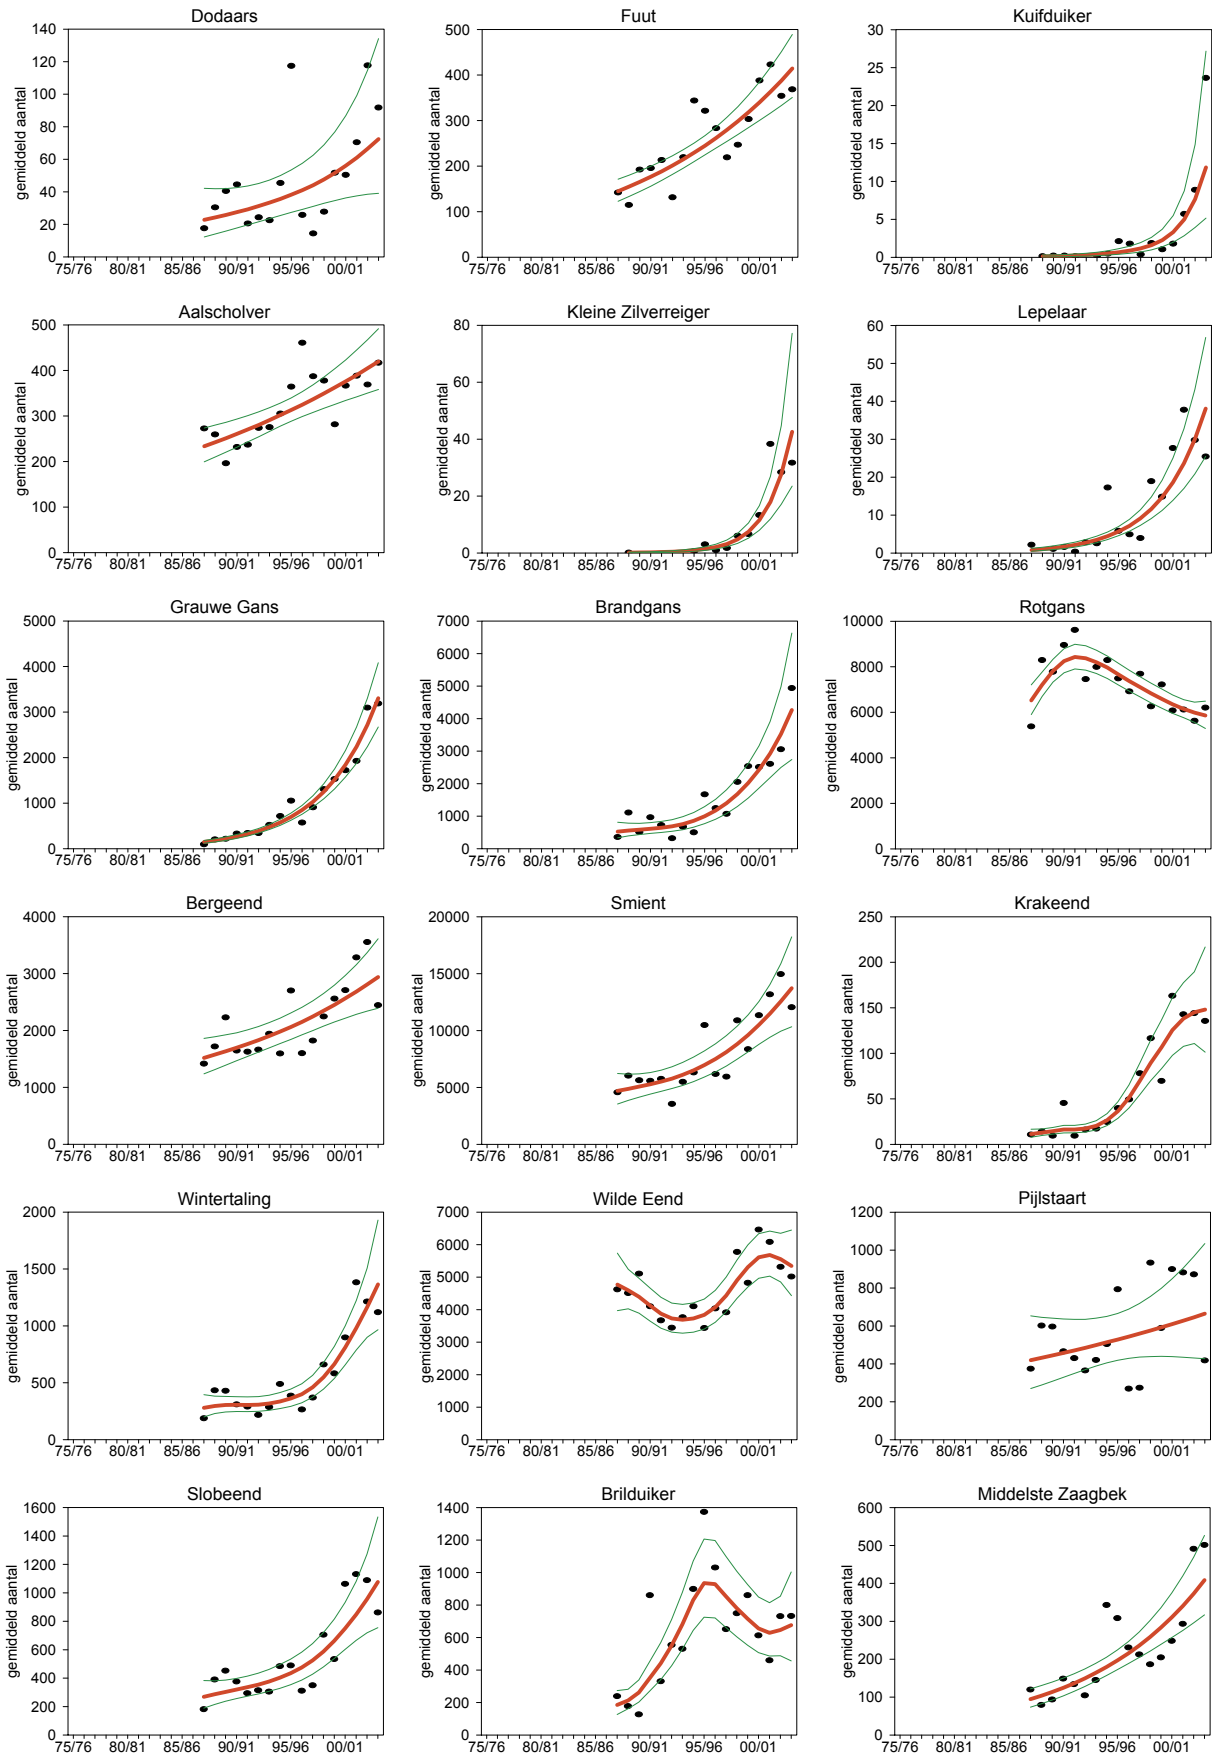 Dodaars
gemiddeld aantal
140
120
100
80
60
40
20
0
75/76 80/81 85/86 90/91 95/96 00/01
Fuut
gemiddeld aantal
500
400
300
200
100
0
75/76 80/81 85/86 90/91 95/96 00/01
Kuifduiker
gemiddeld aantal
30
25
20
15
10
5
0
75/76 80/81 85/86 90/91 95/96 00/01
Aalscholver
gemiddeld aantal
500
400
300
200
100
0
75/76 80/81 85/86 90/91 95/96 00/01
Kleine Zilverreiger
gemiddeld aantal
80
60
40
20
0
75/76 80/81 85/86 90/91 95/96 00/01
Lepelaar
gemiddeld aantal
60
50
40
30
20
10
0
75/76 80/81 85/86 90/91 95/96 00/01
Grauwe Gans
gemiddeld aantal
5000
4000
3000
2000
1000
0
75/76 80/81 85/86 90/91 95/96 00/01
Brandgans
gemiddeld aantal
7000
6000
5000
4000
3000
2000
1000
0
75/76 80/81 85/86 90/91 95/96 00/01
Rotgans
gemiddeld aantal
10000
8000
6000
4000
2000
0
75/76 80/81 85/86 90/91 95/96 00/01
Bergeend
gemiddeld aantal
4000
3000
2000
1000
0
75/76 80/81 85/86 90/91 95/96 00/01
Smient
gemiddeld aantal
20000
15000
10000
5000
0
75/76 80/81 85/86 90/91 95/96 00/01
Krakeend
gemiddeld aantal
250
200
150
100
50
0
75/76 80/81 85/86 90/91 95/96 00/01
Wintertaling
gemiddeld aantal
2000
1500
1000
500
0
75/76 80/81 85/86 90/91 95/96 00/01
Wilde Eend
gemiddeld aantal
7000
6000
5000
4000
3000
2000
1000
0
75/76 80/81 85/86 90/91 95/96 00/01
Pijlstaart
gemiddeld aantal
1200
1000
800
600
400
200
0
75/76 80/81 85/86 90/91 95/96 00/01
Slobeend
gemiddeld aantal
1600
1400
1200
1000
800
600
400
200
0
75/76 80/81 85/86 90/91 95/96 00/01
Brilduiker
gemiddeld aantal
1400
1200
1000
800
600
400
200
0
75/76 80/81 85/86 90/91 95/96 00/01
Middelste Zaagbek
gemiddeld aantal
600
500
400
300
200
100
0
75/76 80/81 85/86 90/91 95/96 00/01